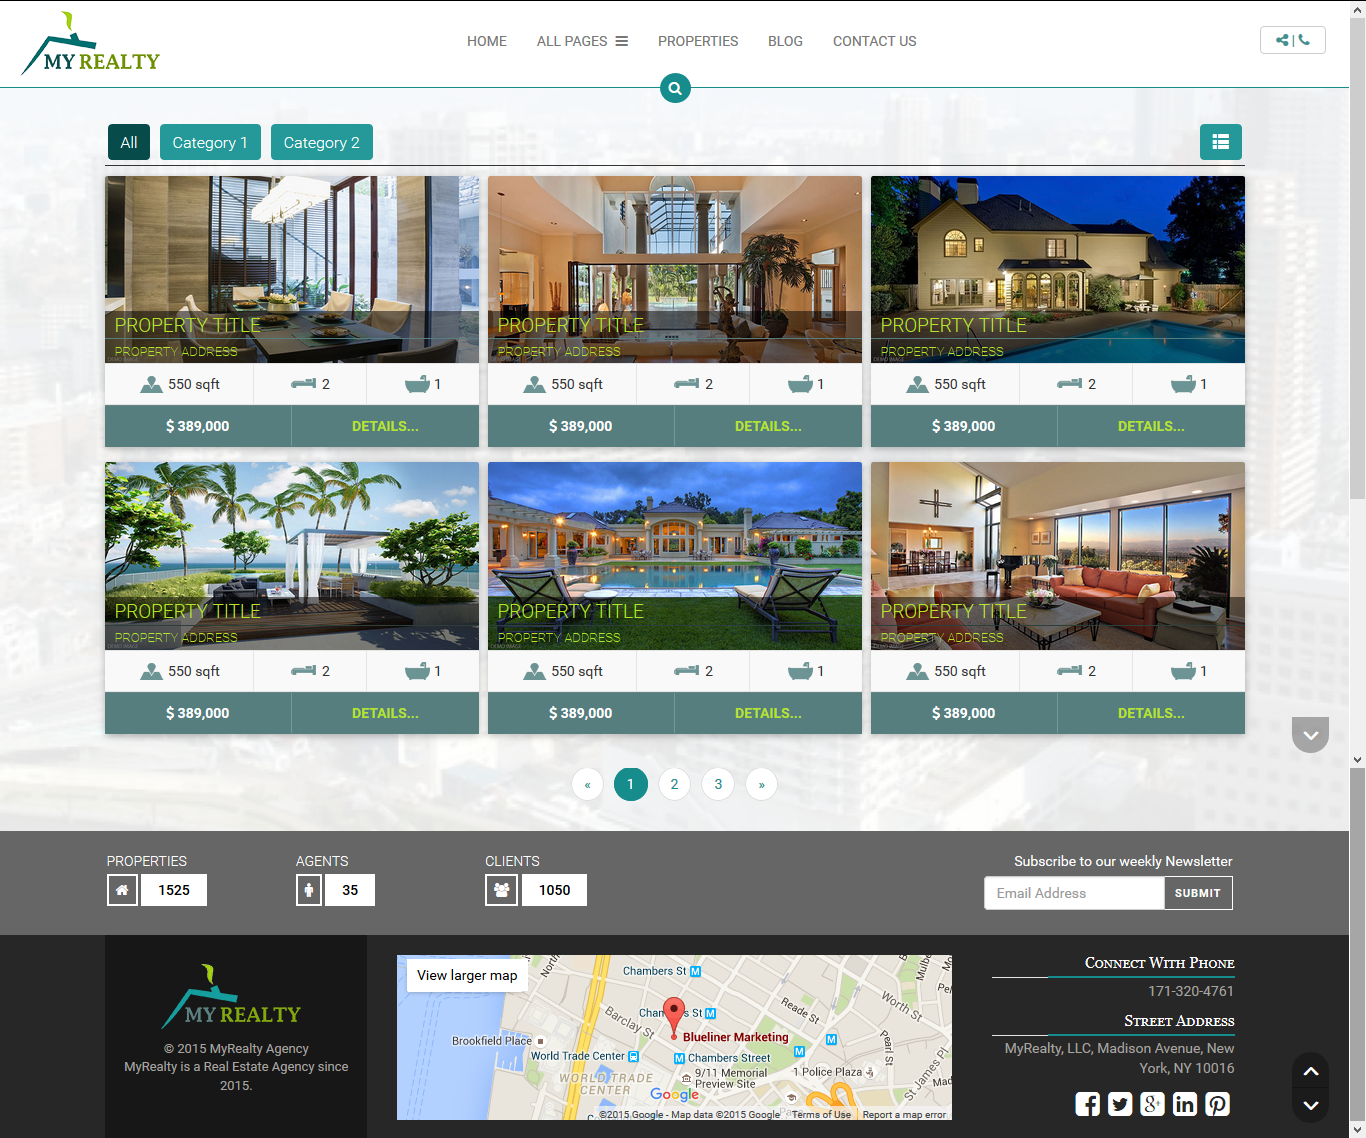 MY REALTY
HOME
ALL PAGES
PROPERTIES
BLOG
CONTACT US
All
Category 1
Category 2
PROPERTY TITLE
PROPERTY ADDRESS
550 sqft
2
1
$ 389,000
DETAILS...
PROPERTY TITLE
PROPERTY ADDRESS
550 sqft
2
1
$ 389,000
DETAILS...
PROPERTY TITLE
PROPERTY ADDRESS
DEMO IMAGE
550 sqft
2
1
$ 389,000
DETAILS...
PROPERTY TITLE
PROPERTY ADDRESS
DEMO IMAGE
550 sqft
2
1
$ 389,000
DETAILS...
PROPERTY TITLE
PROPERTY ADDRESS
DEMO IMAGE
550 sqft
2
1
$ 389,000
DETAILS...
PROPERTY TITLE
PROPERTY ADDRESS
DEMO IMAGE
550 sqft
2
1
$ 389,000
DETAILS...
« 1 2 3 »
PROPERTIES
1525
AGENTS
35
CLIENTS
1050
Subscribe to our weekly Newsletter
Email Address
SUBMIT
MY REALTY
© 2015 MyRealty Agency
MyRealty is a Real Estate Agency since
2015.
View larger map
Chambers St
Barclay St
Reade St
Worth St
Pearl St
St James Pl
Blueliner Marketing
Brookfield Place
World Trade Center
Chambers Street
WORLD TRADE
CENTER
9/11 Memorial
Preview Site
1 Police Plaza
Google
©2015 Google - Map data ©2015 Google
Terms of Use
Report a map error
CONNECT WITH PHONE
171-320-4761
STREET ADDRESS
MyRealty, LLC, Madison Avenue, New
York, NY 10016